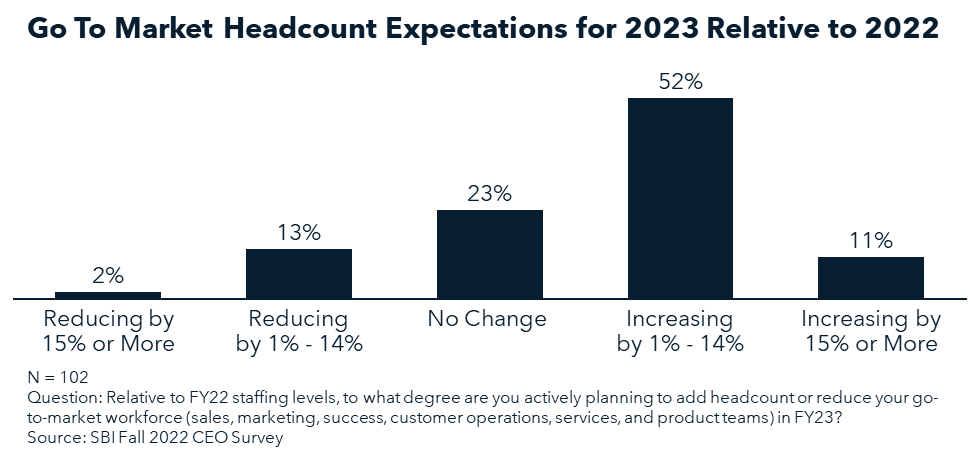 Go To Market Headcount Expectations for 2023 Relative to 2022
52%
23%
13%
11%
2%
Reducing by
15% or More
Reducing
by 1% - 14%
No Change
Increasing
by 1% - 14%
Increasing by
15% or More
N = 102
Question: Relative to FY22 staffing levels, to what degree are you actively planning to add headcount or reduce your go-
to-market workforce (sales, marketing, success, customer operations, services, and product teams) in FY23?
Source: SBI Fall 2022 CEO Survey